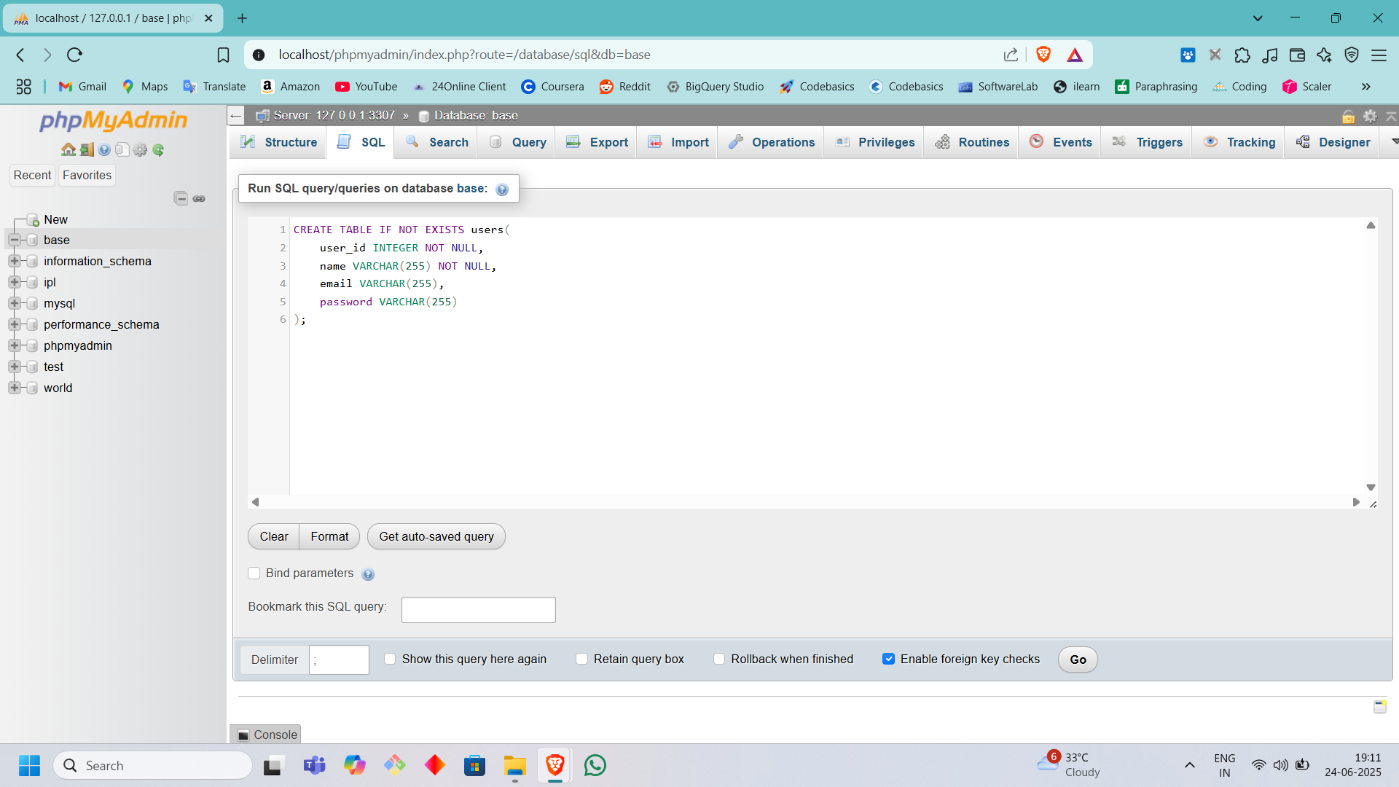 localhost / 127.0.0.1 / base | php
localhost/phpmyadmin/index.php?route=/database/sql&db=base
Gmail Maps Translate Amazon YouTube 24Online Client Coursera Reddit BigQuery Studio Codebasics Codebasics SoftwareLab ilearn Paraphrasing Coding Scaler »
phpMyAdmin
Recent Favorites
New
base
information_schema
ipl
mysql
performance_schema
phpmyadmin
test
world
Server: 127.0.0.1:3307 » Database: base
Structure SQL Search Query Export Import Operations Privileges Routines Events Triggers Tracking Designer
Run SQL query/queries on database base:
1 CREATE TABLE IF NOT EXISTS users(
2 user_id INTEGER NOT NULL,
3 name VARCHAR(255) NOT NULL,
4 email VARCHAR(255),
5 password VARCHAR(255)
6 );
Clear Format Get auto-saved query
Bind parameters
Bookmark this SQL query:
Delimiter ; Show this query here again Retain query box Rollback when finished Enable foreign key checks Go
Console
Search
6 33°C
Cloudy
ENG
IN
19:11
24-06-2025